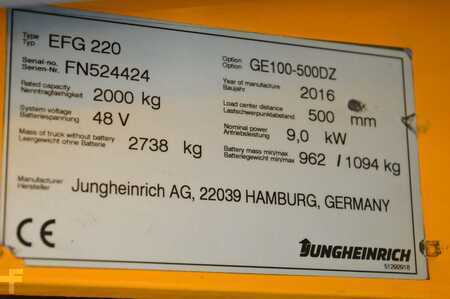 Type
Typ EFG 220
Option
Option GE100-500DZ
Serial-no.
Serien-Nr. FN524424
Year of manufacture
Baujahr 2016
Rated capacity
Nenntragfähigkeit 2000 kg
Load center distance
Lastschwerpunktabstand 500 mm
System voltage
Batteriespannung 48 V
Nominal power
Antriebsleistung 9,0 kW
Mass of truck without battery
Leergewicht ohne Batterie 2738 kg
Battery mass min/max
Batteriegewicht min/max 962 / 1094 kg
Manufacturer
Hersteller Jungheinrich AG, 22039 HAMBURG, GERMANY
CE
JUNGHEINRICH